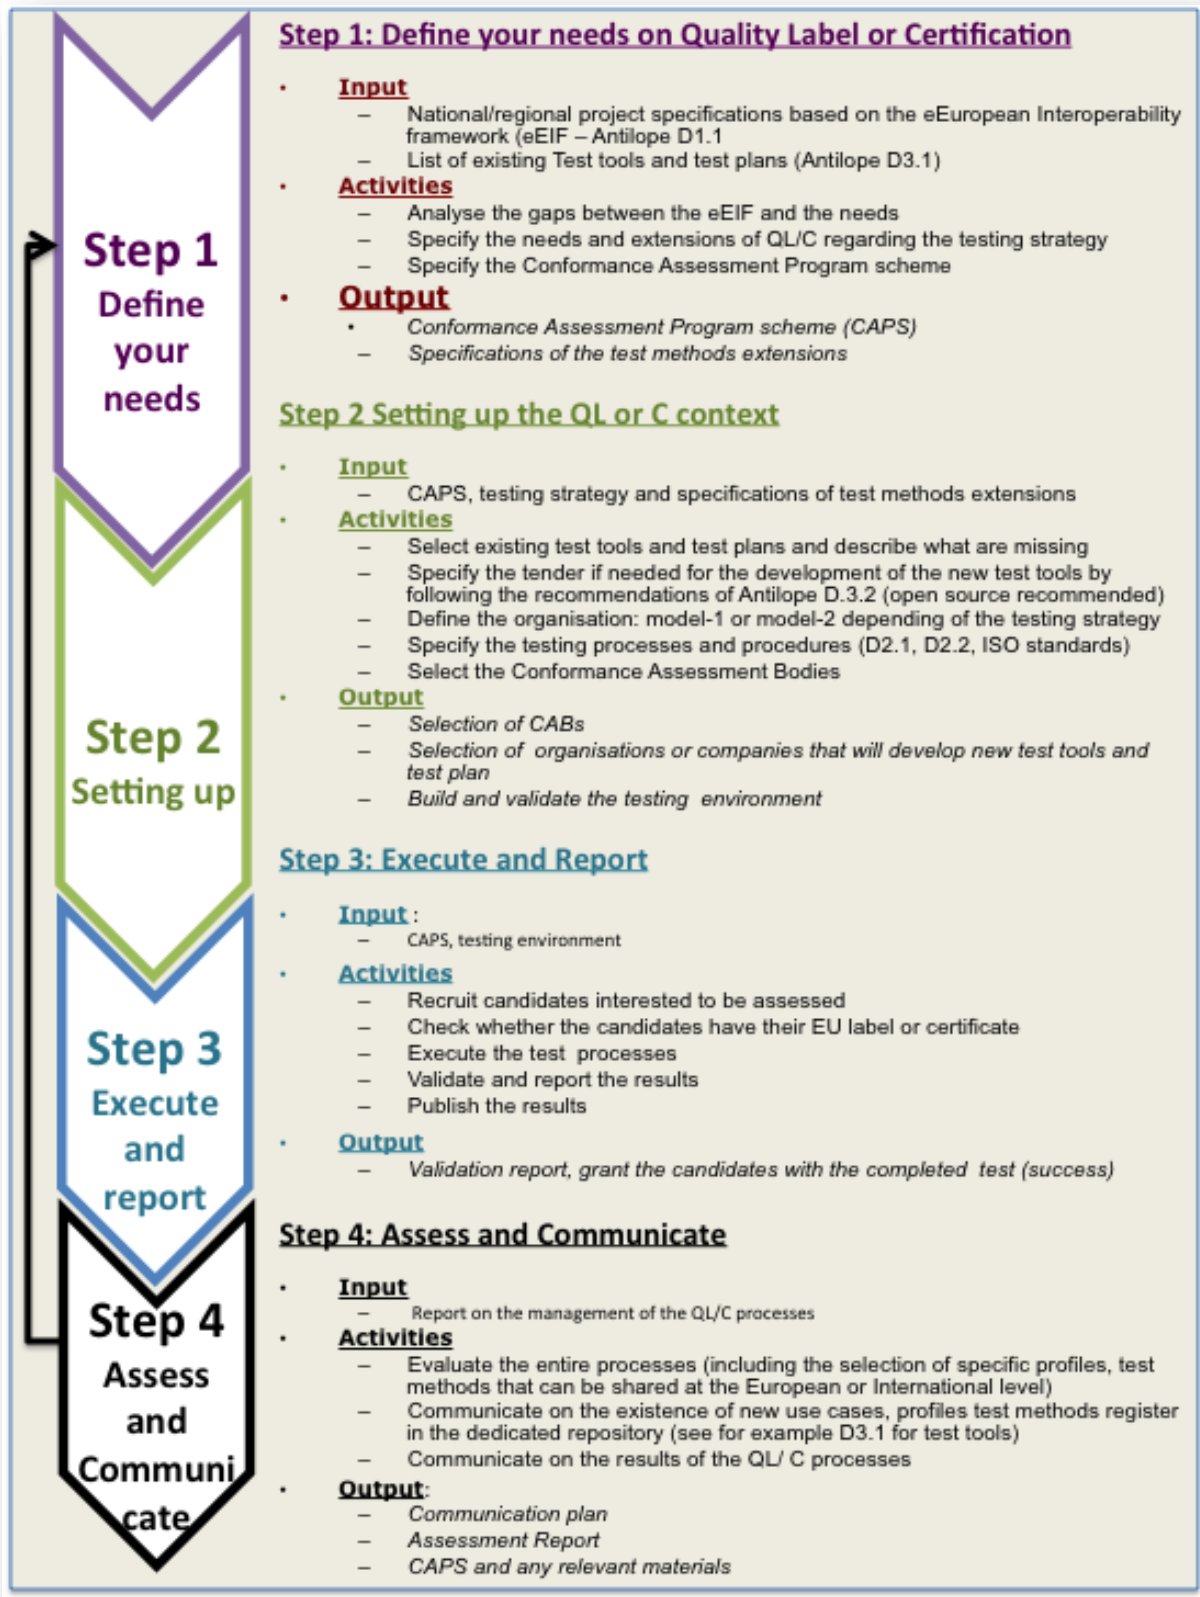 Step 1: Define your needs on Quality Label or Certification
• Input
– National/regional project specifications based on the eEuropean Interoperability
framework (eEIF – Antilope D1.1
– List of existing Test tools and test plans (Antilope D3.1)
• Activities
– Analyse the gaps between the eEIF and the needs
– Specify the needs and extensions of QL/C regarding the testing strategy
– Specify the Conformance Assessment Program scheme
• Output
• Conformance Assessment Program scheme (CAPS)
– Specifications of the test methods extensions
Step 1
Define
your
needs
Step 2 Setting up the QL or C context
• Input
– CAPS, testing strategy and specifications of test methods extensions
• Activities
– Select existing test tools and test plans and describe what are missing
– Specify the tender if needed for the development of the new test tools by
following the recommendations of Antilope D.3.2 (open source recommended)
– Define the organisation: model-1 or model-2 depending of the testing strategy
– Specify the testing processes and procedures (D2.1, D2.2, ISO standards)
– Select the Conformance Assessment Bodies
• Output
– Selection of CABs
– Selection of organisations or companies that will develop new test tools and
test plan
– Build and validate the testing environment
Step 2
Setting up
Step 3: Execute and Report
• Input :
– CAPS, testing environment
• Activities
– Recruit candidates interested to be assessed
– Check whether the candidates have their EU label or certificate
– Execute the test processes
– Validate and report the results
– Publish the results
• Output
– Validation report, grant the candidates with the completed test (success)
Step 3
Execute
and
report
Step 4: Assess and Communicate
• Input
– Report on the management of the QL/C processes
• Activities
– Evaluate the entire processes (including the selection of specific profiles, test
methods that can be shared at the European or International level)
– Communicate on the existence of new use cases, profiles test methods register
in the dedicated repository (see for example D3.1 for test tools)
– Communicate on the results of the QL/ C processes
• Output:
– Communication plan
– Assessment Report
– CAPS and any relevant materials
Step 4
Assess
and
Communi
cate